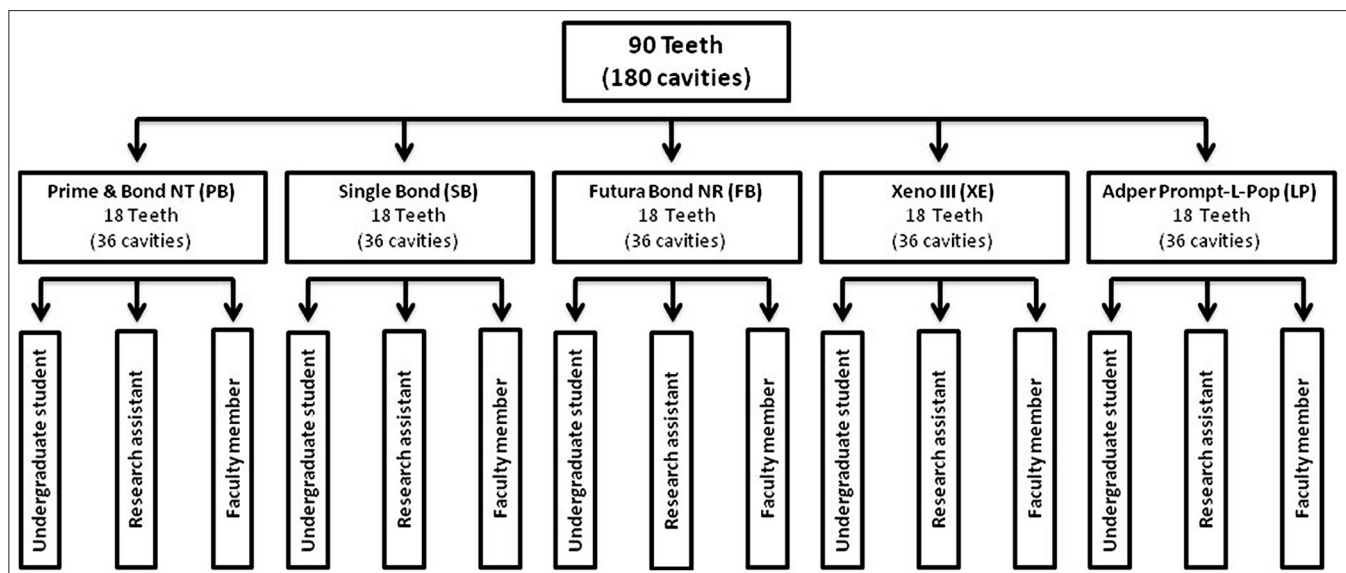 90 Teeth
(180 cavities)
Prime & Bond NT (PB)
18 Teeth
(36 cavities)
Single Bond (SB)
18 Teeth
(36 cavities)
Futura Bond NR (FB)
18 Teeth
(36 cavities)
Xeno III (XE)
18 Teeth
(36 cavities)
Adper Prompt-L-Pop (LP)
18 Teeth
(36 cavities)
Undergraduate student
Research assistant
Faculty member
Undergraduate student
Research assistant
Faculty member
Undergraduate student
Research assistant
Faculty member
Undergraduate student
Research assistant
Faculty member
Undergraduate student
Research assistant
Faculty member